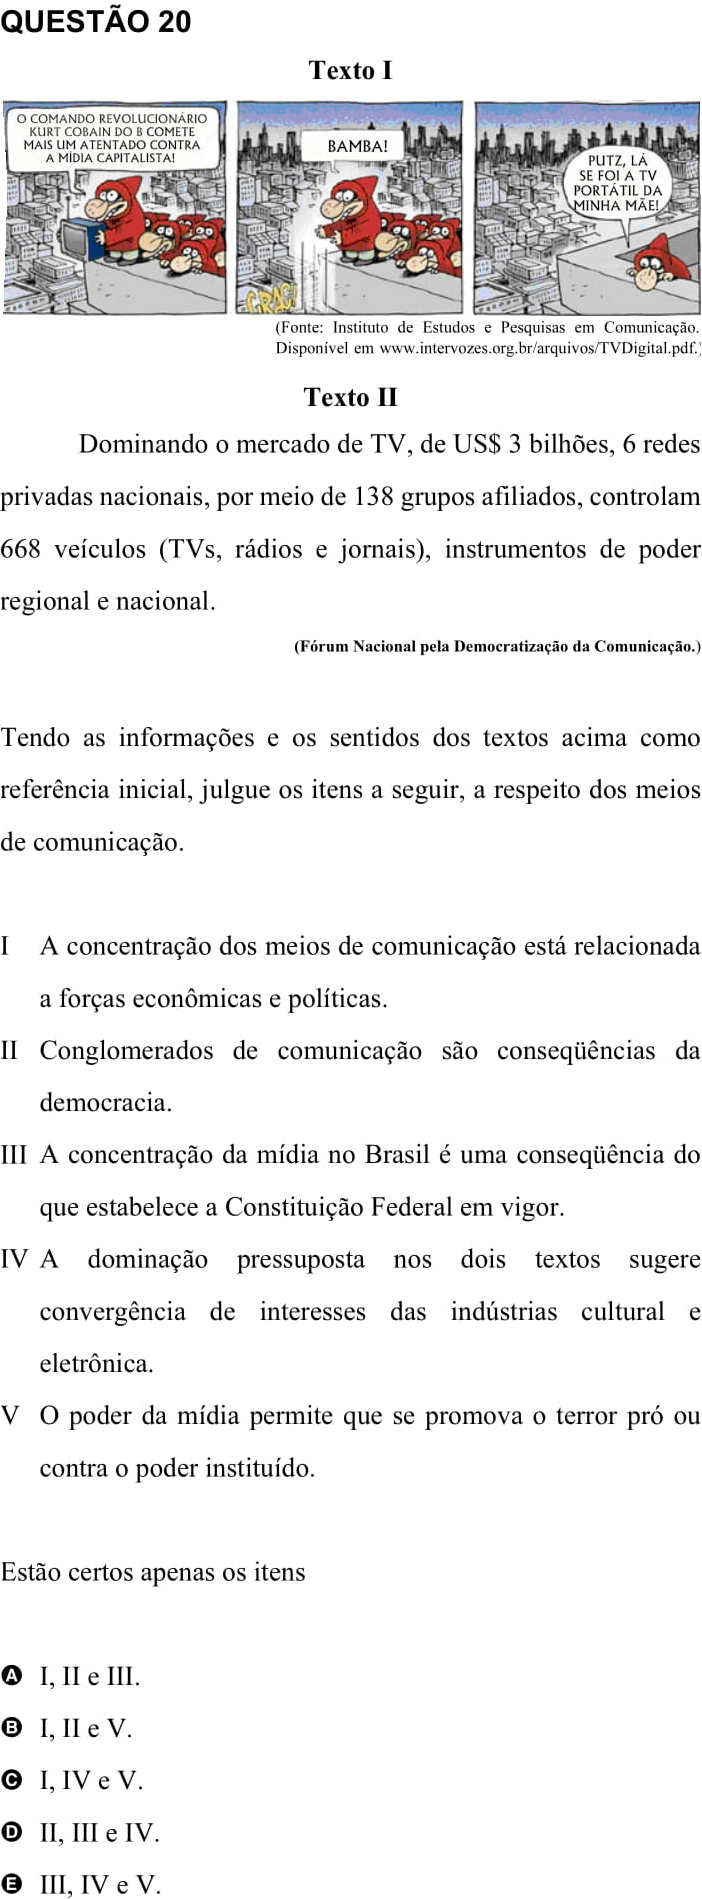 QUESTÃO 20
Texto I
O COMANDO REVOLUCIONÁRIO
KURT COBAIN DO B COMETE
MAIS UM ATENTADO CONTRA
A MÍDIA CAPITALISTA!
BAMBA!
CRAC!
PUTZ, LÁ
SE FOI A TV
PORTÁTIL DA
MINHA MÃE!
(Fonte: Instituto de Estudos e Pesquisas em Comunicação.
Disponível em www.intervozes.org.br/arquivos/TVDigital.pdf.)
Texto II
Dominando o mercado de TV, de US$ 3 bilhões, 6 redes
privadas nacionais, por meio de 138 grupos afiliados, controlam
668 veículos (TVs, rádios e jornais), instrumentos de poder
regional e nacional.
(Fórum Nacional pela Democratização da Comunicação.)
Tendo as informações e os sentidos dos textos acima como
referência inicial, julgue os itens a seguir, a respeito dos meios
de comunicação.
I A concentração dos meios de comunicação está relacionada
a forças econômicas e políticas.
II Conglomerados de comunicação são conseqüências da
democracia.
III A concentração da mídia no Brasil é uma conseqüência do
que estabelece a Constituição Federal em vigor.
IV A dominação pressuposta nos dois textos sugere
convergência de interesses das indústrias cultural e
eletrônica.
V O poder da mídia permite que se promova o terror pró ou
contra o poder instituído.
Estão certos apenas os itens
A I, II e III.
B I, II e V.
C I, IV e V.
D II, III e IV.
E III, IV e V.